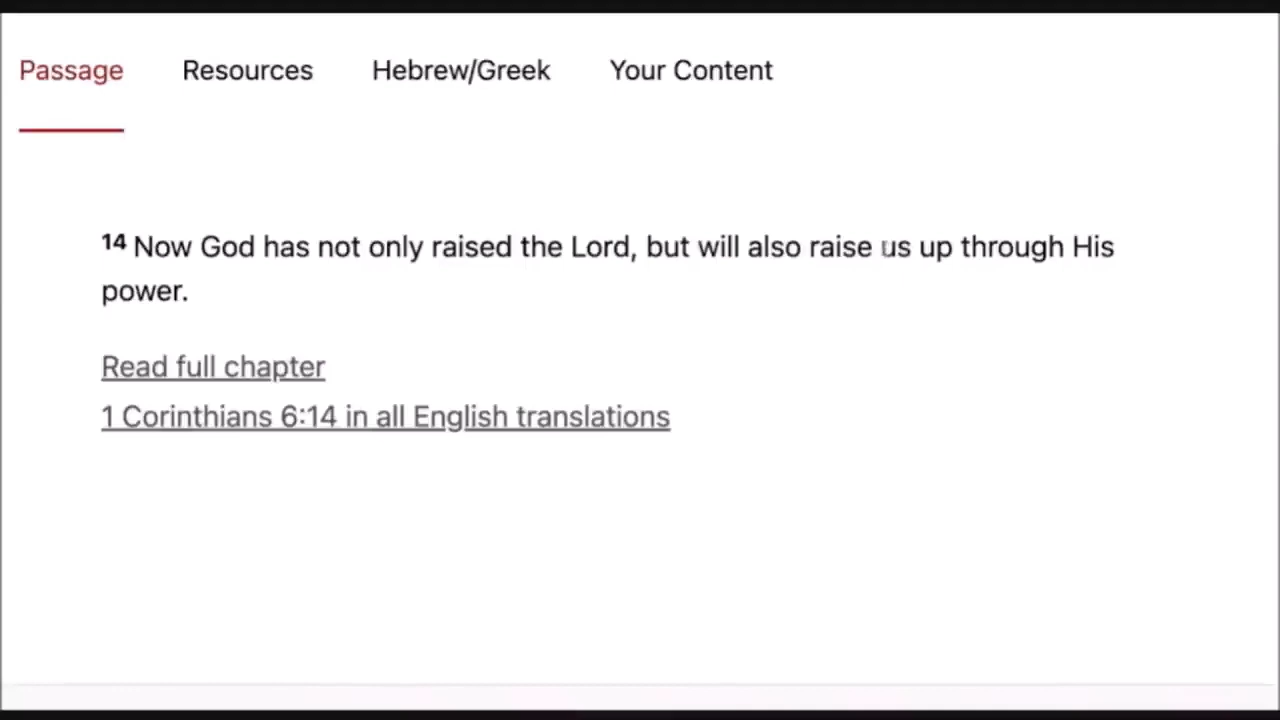 Passage Resources Hebrew/Greek Your Content
14 Now God has not only raised the Lord, but will also raise us up through His
power.
Read full chapter
1 Corinthians 6:14 in all English translations